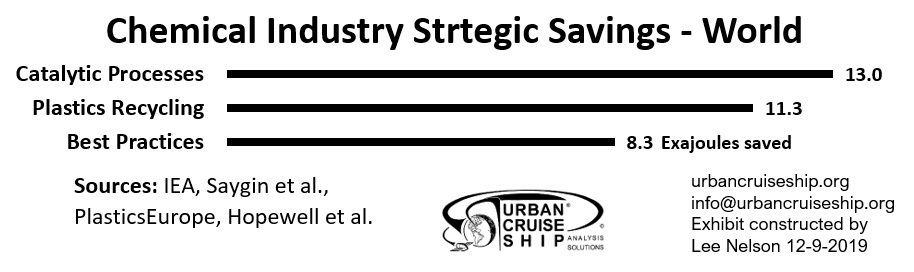 Chemical Industry Strtegic Savings - World
Catalytic Processes 13.0
Plastics Recycling 11.3
Best Practices 8.3 Exajoules saved
Sources: IEA, Saygin et al.,
PlasticsEurope, Hopewell et al.
URBAN®
CRUISE
SHIP ANALYSIS
SOLUTIONS
©
urbancruiseship.org
info@urbancruiseship.org
Exhibit constructed by
Lee Nelson 12-9-2019